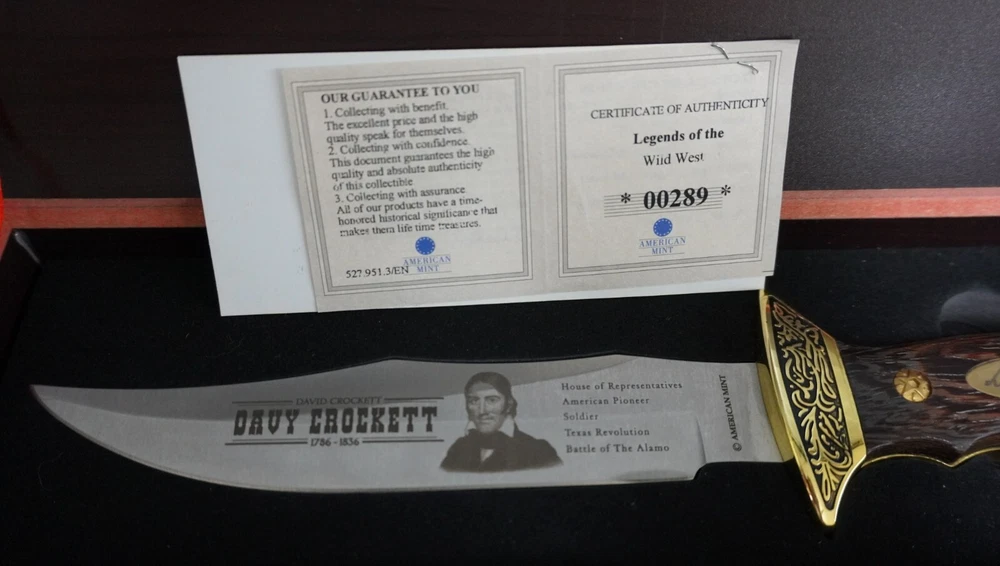 OUR GUARANTEE TO YOU
1. Collecting with benefit.
The excellent price and the high
quality speak for themselves.
2. Collecting with confidence.
This document guarantees the high
quality and absolute authenticity
of this collectible
3. Collecting with assurance
All of our products have a time-
honored historical significance that
makes them life time treasures.
AMERICAN
MINT
527.951.3/EN
CERTIFICATE OF AUTHENTICITY
Legends of the
Wild West
* 00289 *
AMERICAN
MINT
DAVID CROCKETT
DAVY CROCKETT
1786 - 1836
House of Representatives
American Pioneer
Soldier
Texas Revolution
Battle of The Alamo
© AMERICAN MINT